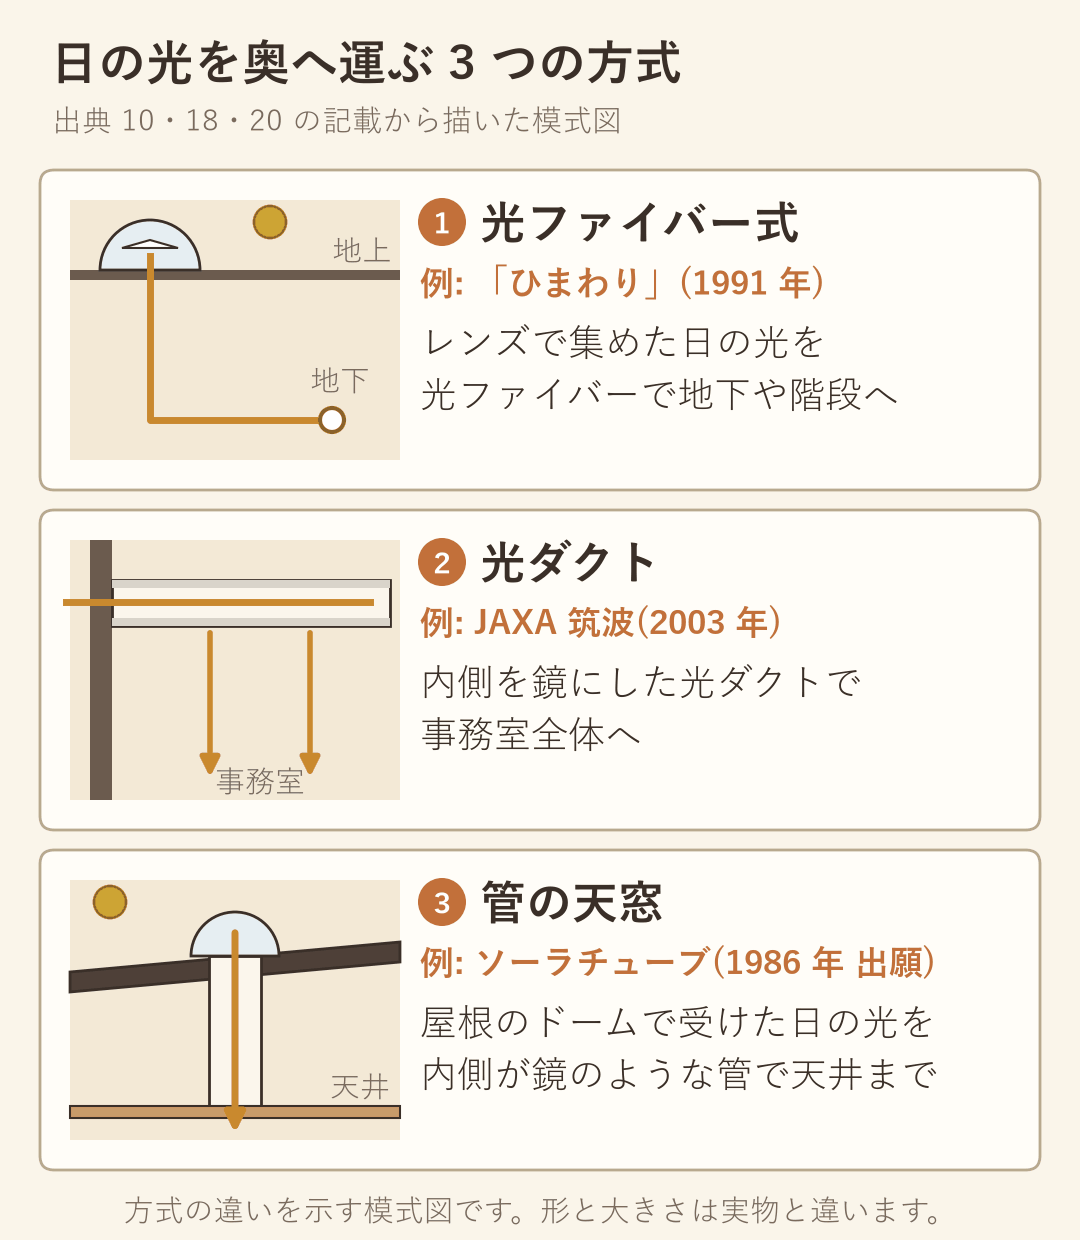 日の光を奥へ運ぶ 3 つの方式
出典 10・18・20 の記載から描いた模式図
地上
地下
1 光ファイバー式
例: 「ひまわり」(1991 年)
レンズで集めた日の光を
光ファイバーで地下や階段へ
事務室
2 光ダクト
例: JAXA 筑波(2003 年)
内側を鏡にした光ダクトで
事務室全体へ
天井
3 管の天窓
例: ソーラチューブ(1986 年 出願)
屋根のドームで受けた日の光を
内側が鏡のような管で天井まで
方式の違いを示す模式図です。形と大きさは実物と違います。